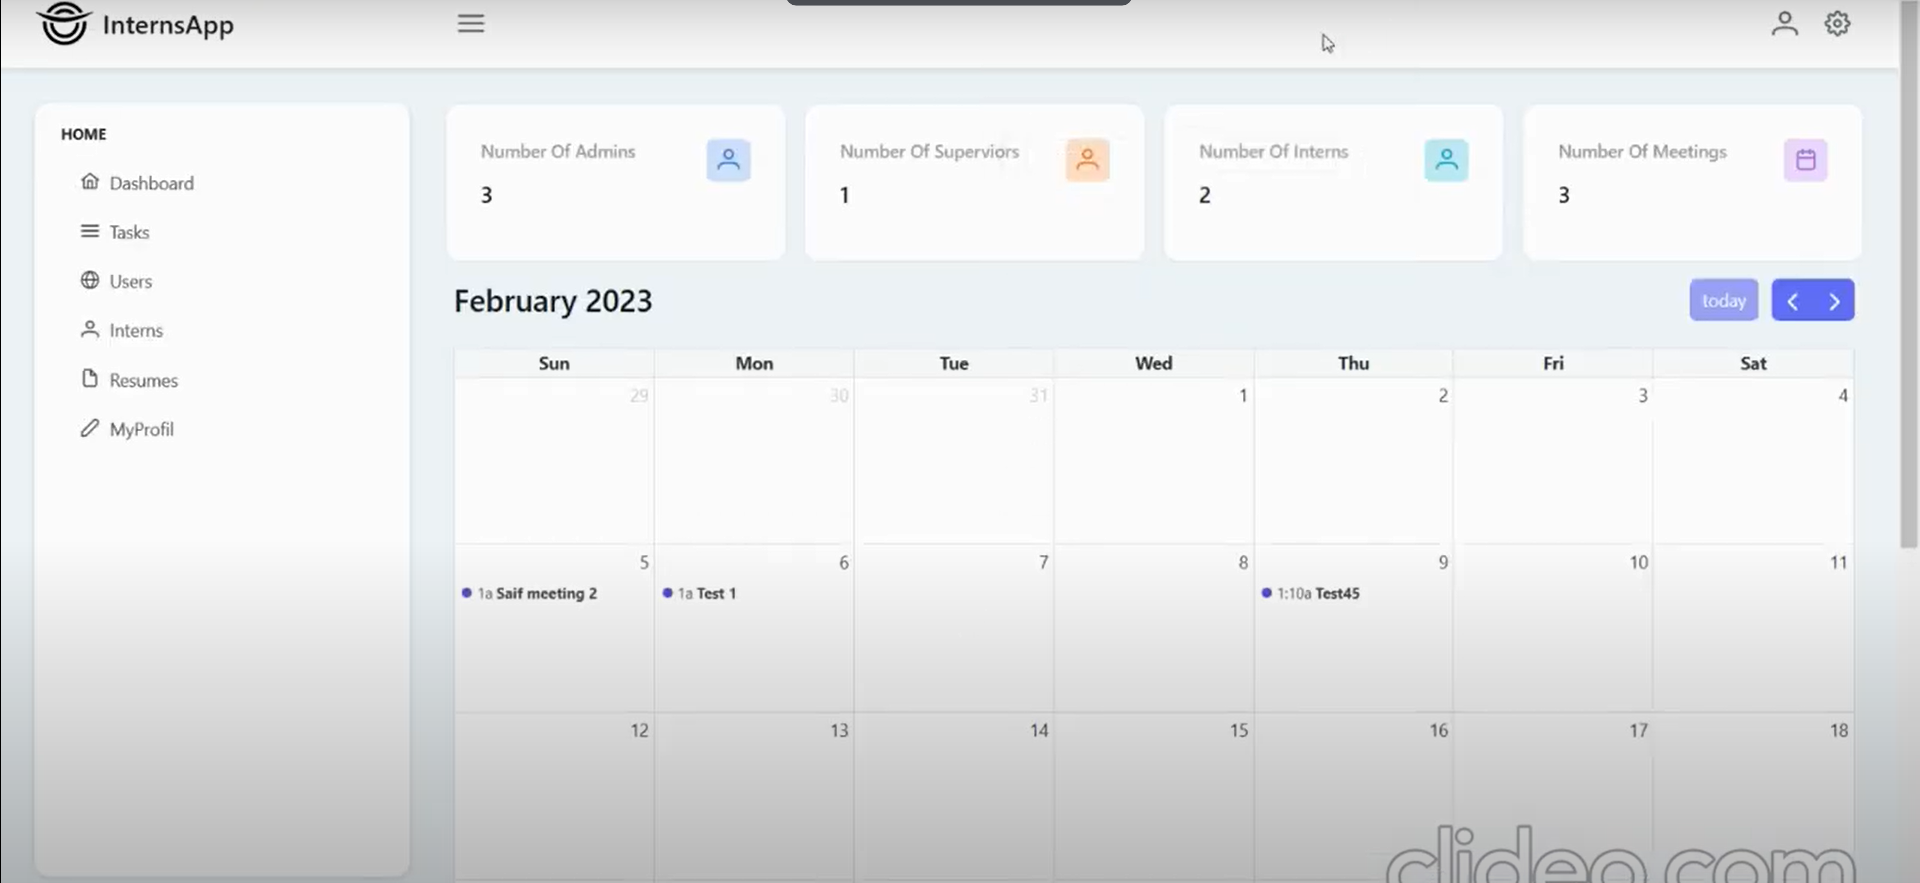 InternsApp
HOME
Dashboard
Tasks
Users
Interns
Resumes
MyProfil
Number Of Admins
3
Number Of Superviors
1
Number Of Interns
2
Number Of Meetings
3
February 2023
today
Sun Mon Tue Wed Thu Fri Sat
29 30 31 1 2 3 4
5 6 7 8 9 10 11
1a Saif meeting 2 1a Test 1 1:10a Test45
12 13 14 15 16 17 18
clideo.com